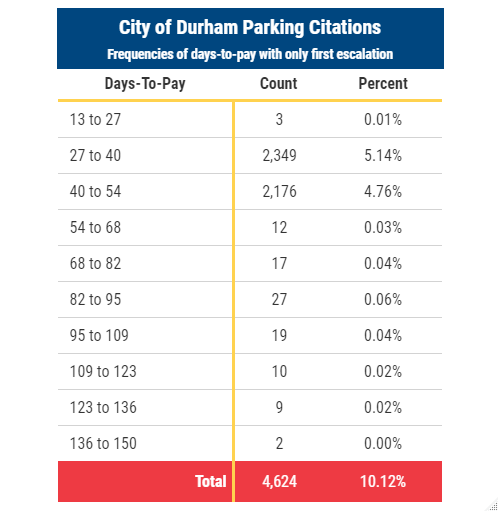 City of Durham Parking Citations
Frequencies of days-to-pay with only first escalation
Days-To-Pay Count Percent
13 to 27 3 0.01%
27 to 40 2,349 5.14%
40 to 54 2,176 4.76%
54 to 68 12 0.03%
68 to 82 17 0.04%
82 to 95 27 0.06%
95 to 109 19 0.04%
109 to 123 10 0.02%
123 to 136 9 0.02%
136 to 150 2 0.00%
Total 4,624 10.12%